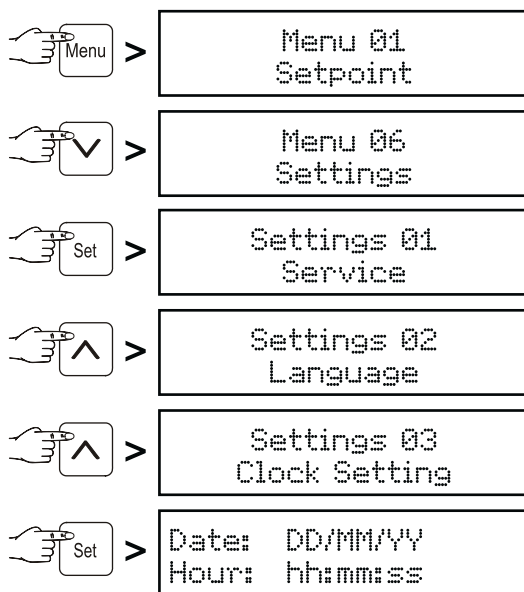 Menu > Menu 01
Setpoint
> Menu 06
Settings
Set > Settings 01
Service
> Settings 02
Language
> Settings 03
Clock Setting
Set > Date: DD/MM/YY
Hour: hh:mm:ss